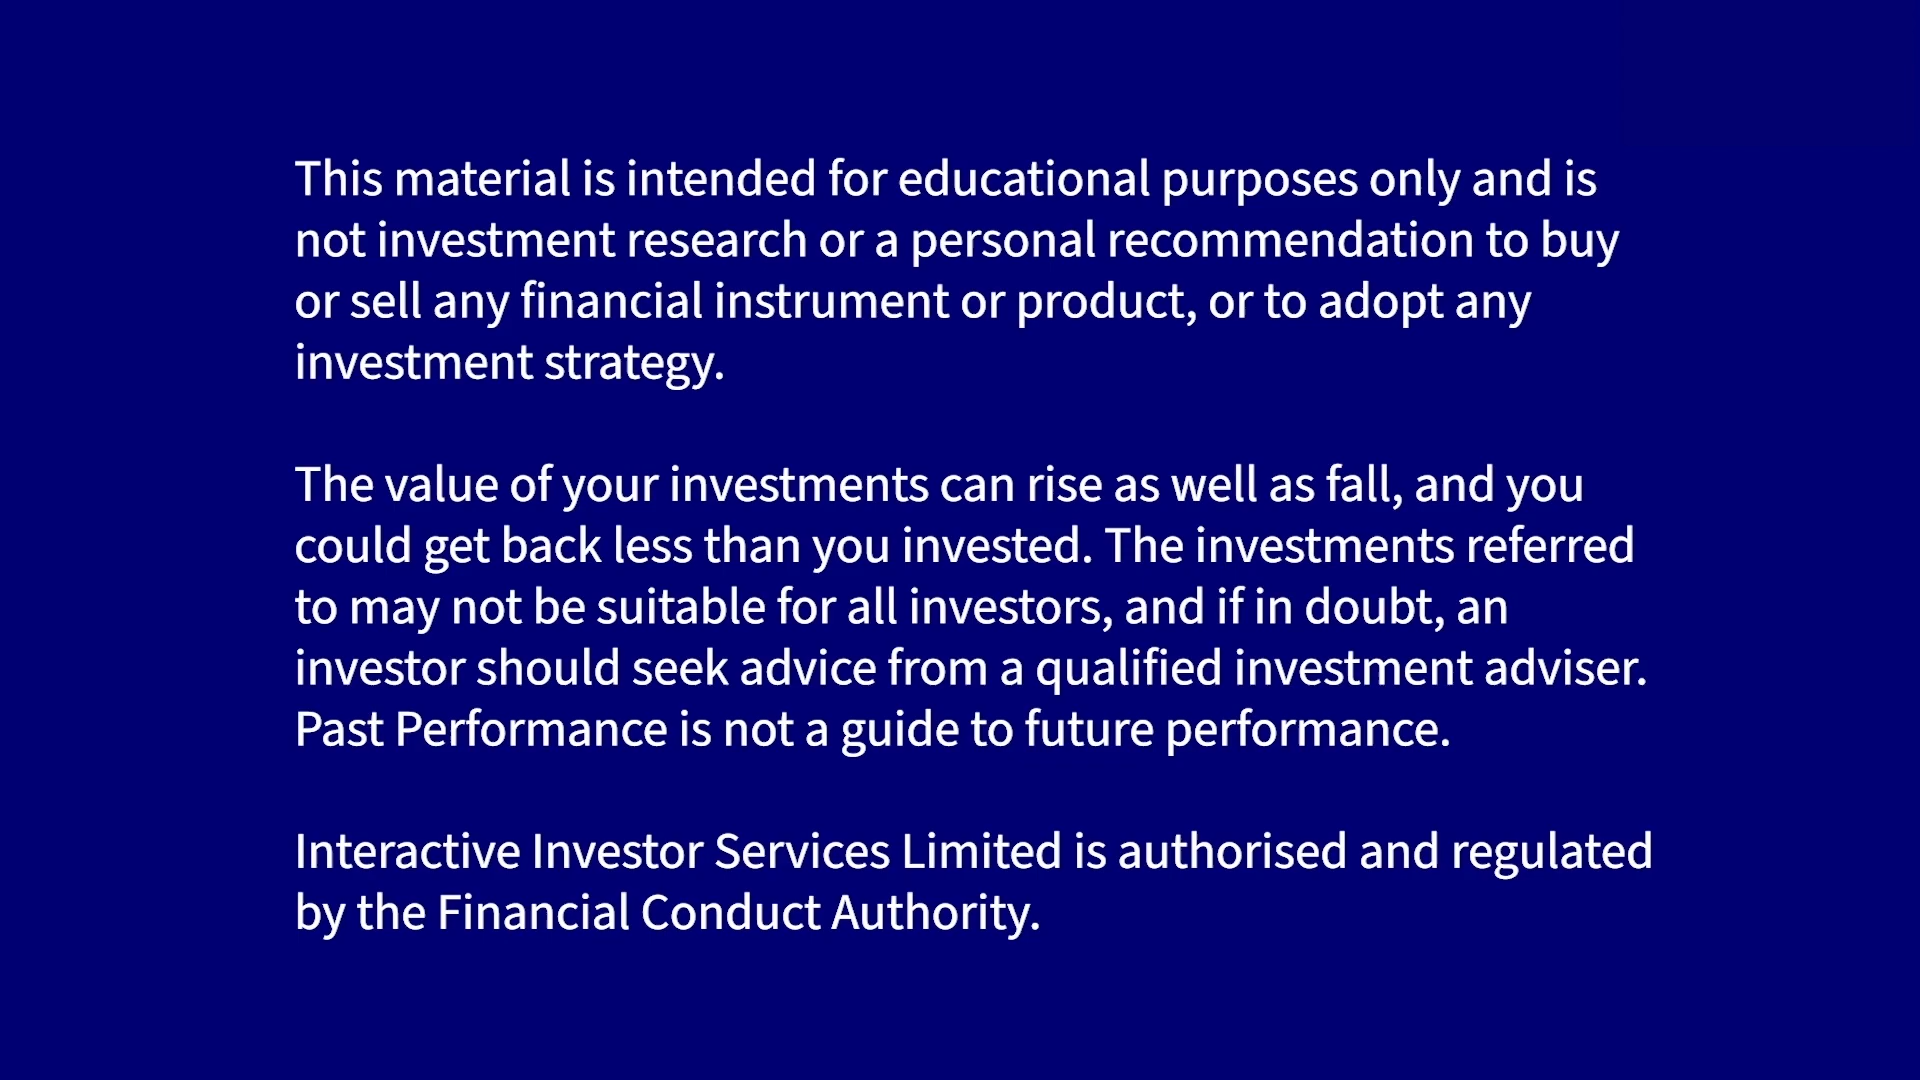 This material is intended for educational purposes only and is
not investment research or a personal recommendation to buy
or sell any financial instrument or product, or to adopt any
investment strategy.
The value of your investments can rise as well as fall, and you
could get back less than you invested. The investments referred
to may not be suitable for all investors, and if in doubt, an
investor should seek advice from a qualified investment adviser.
Past Performance is not a guide to future performance.
Interactive Investor Services Limited is authorised and regulated
by the Financial Conduct Authority.